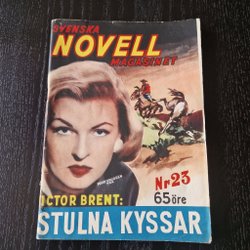 SVENSKA
NOVELL
MAGASINET
Nr 23
65 öre
ICTOR BRENT:
STULNA KYSSAR